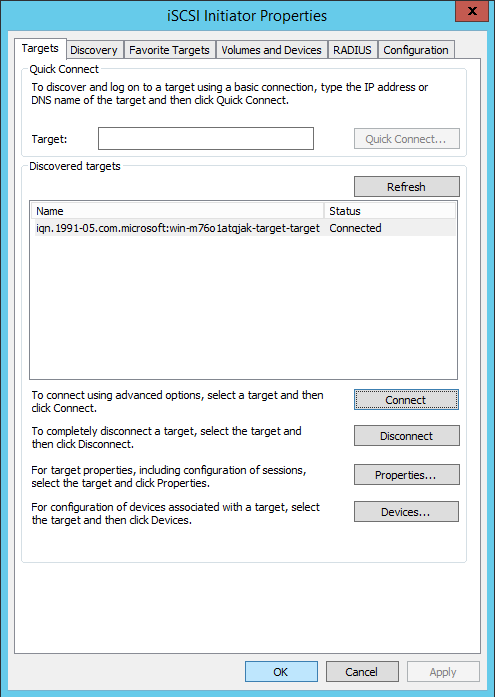 iSCSI Initiator Properties
x
Targets Discovery Favorite Targets Volumes and Devices RADIUS Configuration
Quick Connect
To discover and log on to a target using a basic connection, type the IP address or
DNS name of the target and then click Quick Connect.
Target: Quick Connect...
Discovered targets
Refresh
Name Status
iqn.1991-05.com.microsoft:win-m76o1atqjak-target-target Connected
To connect using advanced options, select a target and then
click Connect.
Connect
To completely disconnect a target, select the target and
then click Disconnect.
Disconnect
For target properties, including configuration of sessions,
select the target and click Properties.
Properties...
For configuration of devices associated with a target, select
the target and then click Devices.
Devices...
OK Cancel Apply